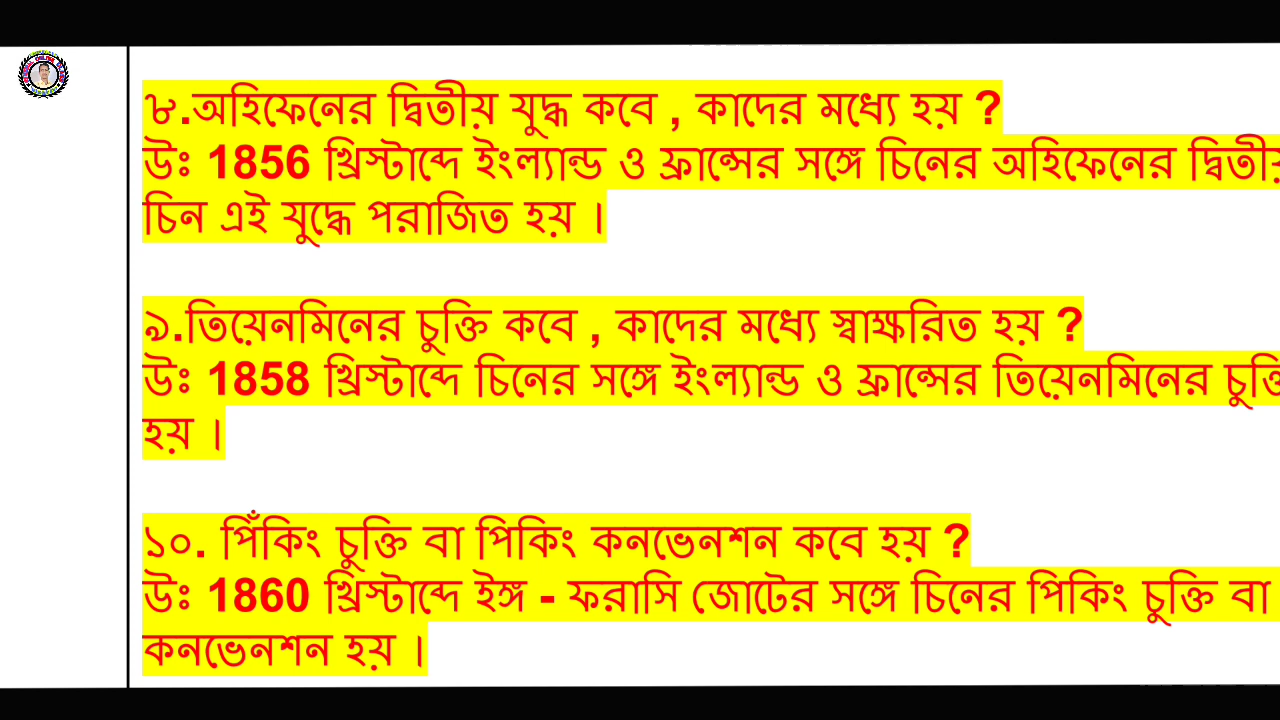 ৮.অহিফেনের দ্বিতীয় যুদ্ধ কবে , কাদের মধ্যে হয় ?
উঃ 1856 খ্রিস্টাব্দে ইংল্যান্ড ও ফ্রান্সের সঙ্গে চিনের অহিফেনের
চিন এই যুদ্ধে পরাজিত হয় ।
৯.তিয়েনমিনের চুক্তি কবে , কাদের মধ্যে স্বাক্ষরিত হয় ?
উঃ 1858 খ্রিস্টাব্দে চিনের সঙ্গে ইংল্যান্ড ও ফ্রান্সের তিয়েনমিনের
হয় ।
১০. পিঁকিং চুক্তি বা পিকিং কনভেনশন কবে হয় ?
উঃ 1860 খ্রিস্টাব্দে ইঙ্গ - ফরাসি জোটের সঙ্গে চিনের পিকিং চুক্তি বা
কনভেনশন হয় ।